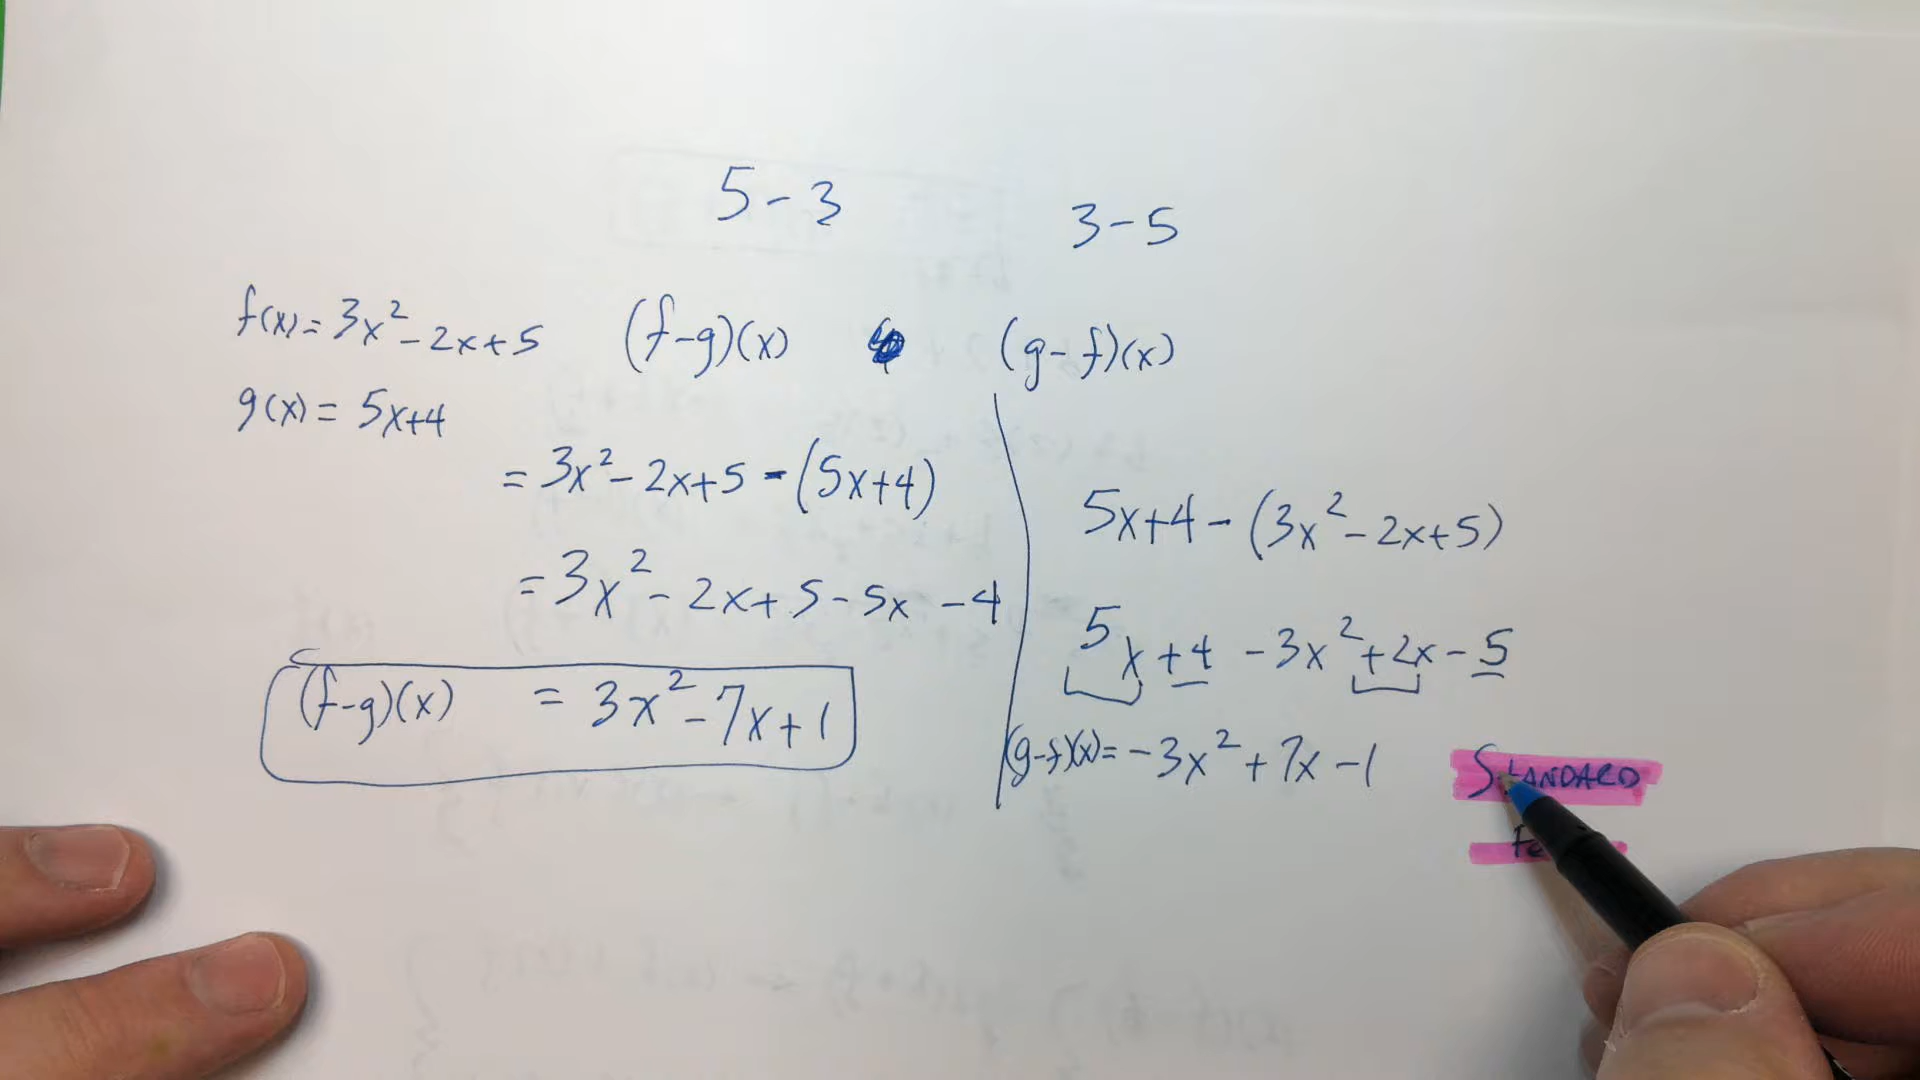 5-3
3-5
f(x)=3x²-2x+5
(f-g)(x)
(g-f)(x)
g(x)=5x+4
=3x²-2x+5-(5x+4)
=3x²-2x+5-5x-4
(f-g)(x) = 3x²-7x+1
5x+4-(3x²-2x+5)
5x+4-3x²+2x-5
(g-f)(x)=-3x²+7x-1
STANDARD